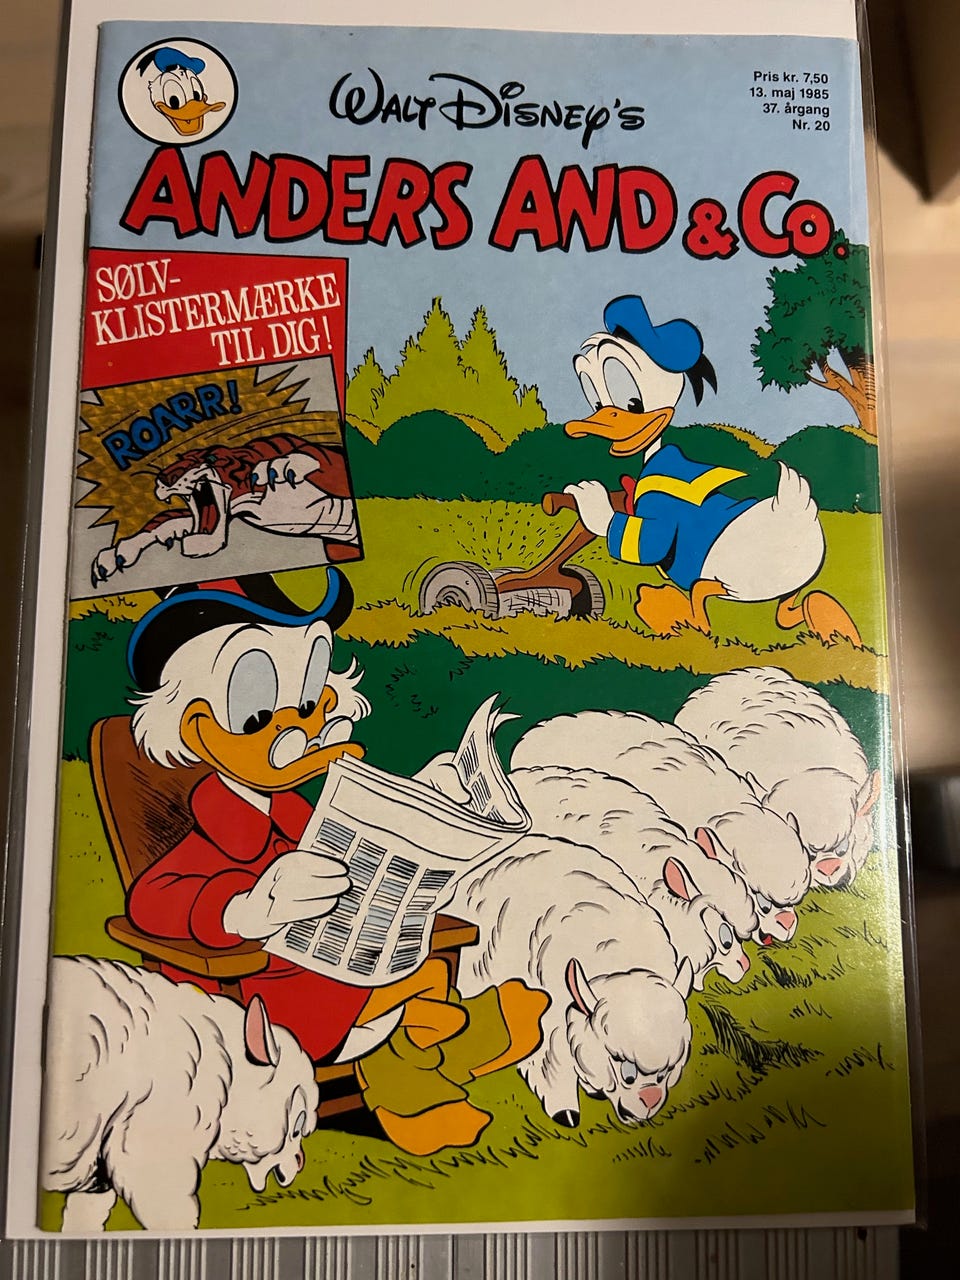 WALT DISNEY'S
Pris kr. 7,50
13. maj 1985
37. årgang
Nr. 20
ANDERS AND & Co.
SØLV-
KLISTERMÆRKE
TIL DIG!
ROARR!